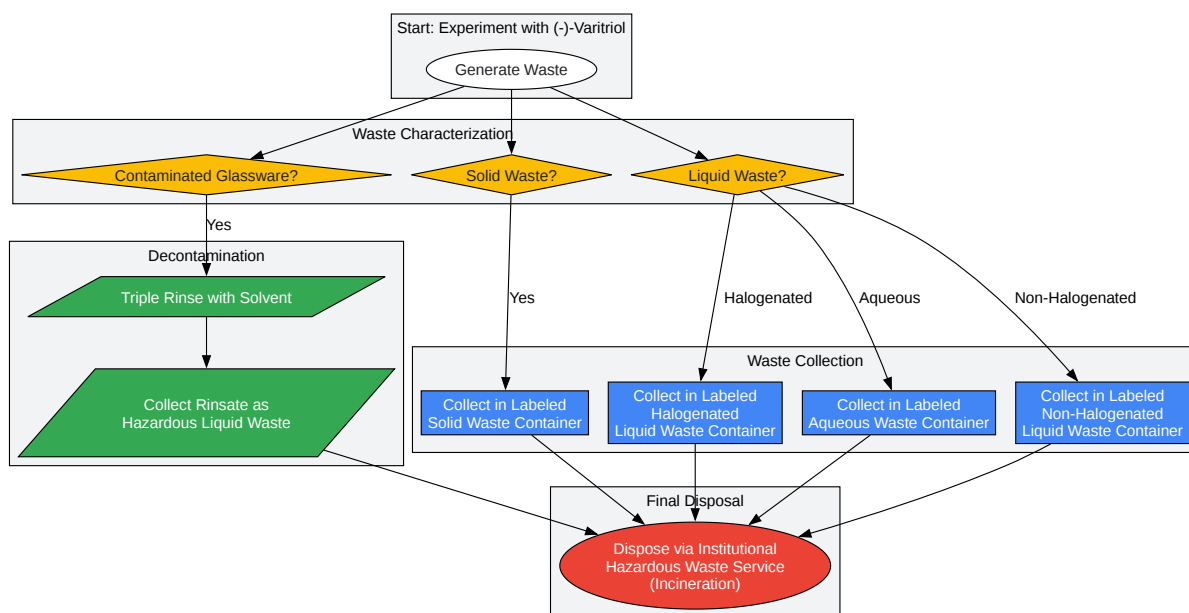 Start: Experiment with (-)-Varitriol
Generate Waste
Waste Characterization
Contaminated Glassware?
Solid Waste?
Liquid Waste?
Yes
Decontamination
Triple Rinse with Solvent
Yes
Halogenated
Aqueous
Non-Halogenated
Waste Collection
Collect Rinsate as
Hazardous Liquid Waste
Collect in Labeled
Solid Waste Container
Collect in Labeled
Halogenated
Liquid Waste Container
Collect in Labeled
Aqueous Waste Container
Collect in Labeled
Non-Halogenated
Liquid Waste Container
Final Disposal
Dispose via Institutional
Hazardous Waste Service
(Incineration)